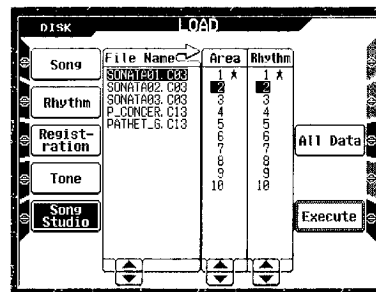 DISK
LOAD
Song
Rhythm
Regist-
ration
Tone
Song
Studio
File Name
SONATA01.C03
SONATA02.C03
SONATA03.C03
P_CONCER.C13
PATHET_G.C13
Area
1 ★
2
3
4
5
6
7
8
9
10
Rhythm
1 ★
2
3
4
5
6
7
8
9
10
All Data
Execute